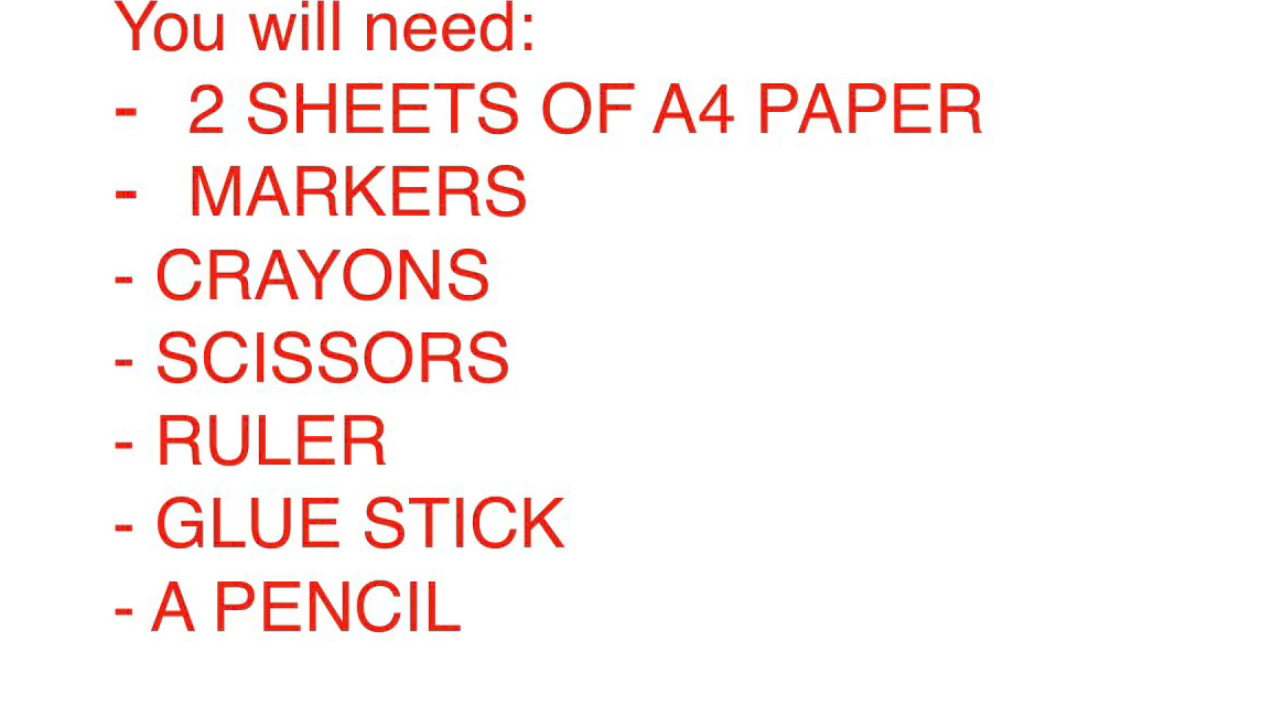 You will need:
-  2 SHEETS OF A4 PAPER
-  MARKERS
- CRAYONS
- SCISSORS
- RULER
- GLUE STICK
- A PENCIL